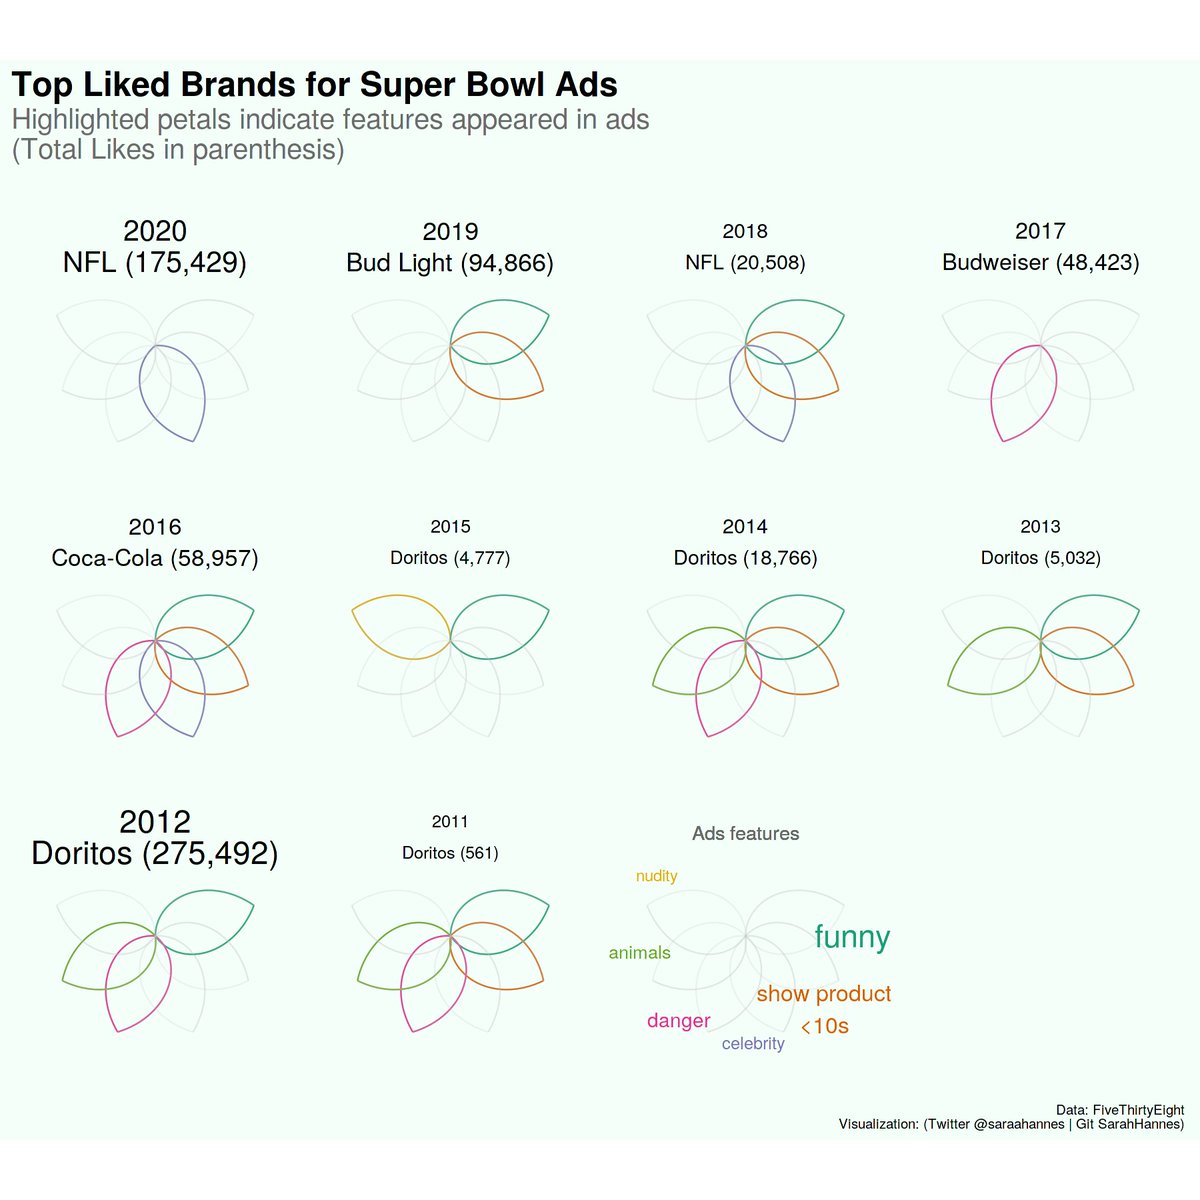 Top Liked Brands for Super Bowl Ads
Highlighted petals indicate features appeared in ads
(Total Likes in parenthesis)
2020
NFL (175,429)
2019
Bud Light (94,866)
2018
NFL (20,508)
2017
Budweiser (48,423)
2016
Coca-Cola (58,957)
2015
Doritos (4,777)
2014
Doritos (18,766)
2013
Doritos (5,032)
2012
Doritos (275,492)
2011
Doritos (561)
Ads features
nudity
funny
animals
show product
<10s
danger
celebrity
Data: FiveThirtyEight
Visualization: (Twitter @saraahannes | Git SarahHannes)